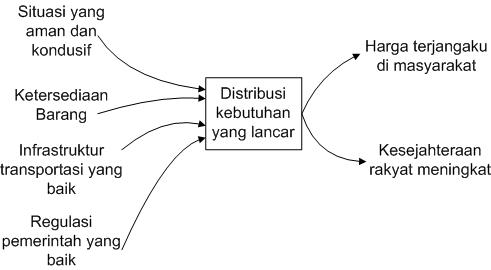 Situasi yang
aman dan
kondusif
Ketersediaan
Barang
Infrastruktur
transportasi yang
baik
Regulasi
pemerintah yang
baik
Distribusi
kebutuhan
yang lancar
Harga terjangaku
di masyarakat
Kesejahteraan
rakyat meningkat